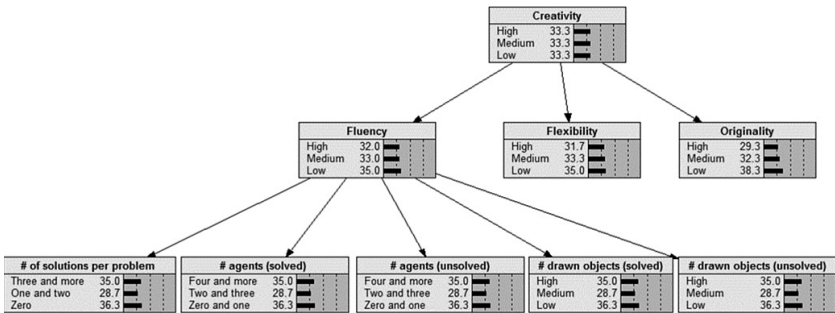 Creativity
High 33.3
Medium 33.3
Low 33.3
Fluency
High 32.0
Medium 33.0
Low 35.0
Flexibility
High 31.7
Medium 33.3
Low 35.0
Originality
High 29.3
Medium 32.3
Low 38.3
# of solutions per problem
Three and more 35.0
One and two 28.7
Zero 36.3
# agents (solved)
Four and more 35.0
Two and three 28.7
Zero and one 36.3
# agents (unsolved)
Four and more 35.0
Two and three 28.7
Zero and one 36.3
# drawn objects (solved)
High 35.0
Medium 28.7
Low 36.3
# drawn objects (unsolved)
High 35.0
Medium 28.7
Low 36.3